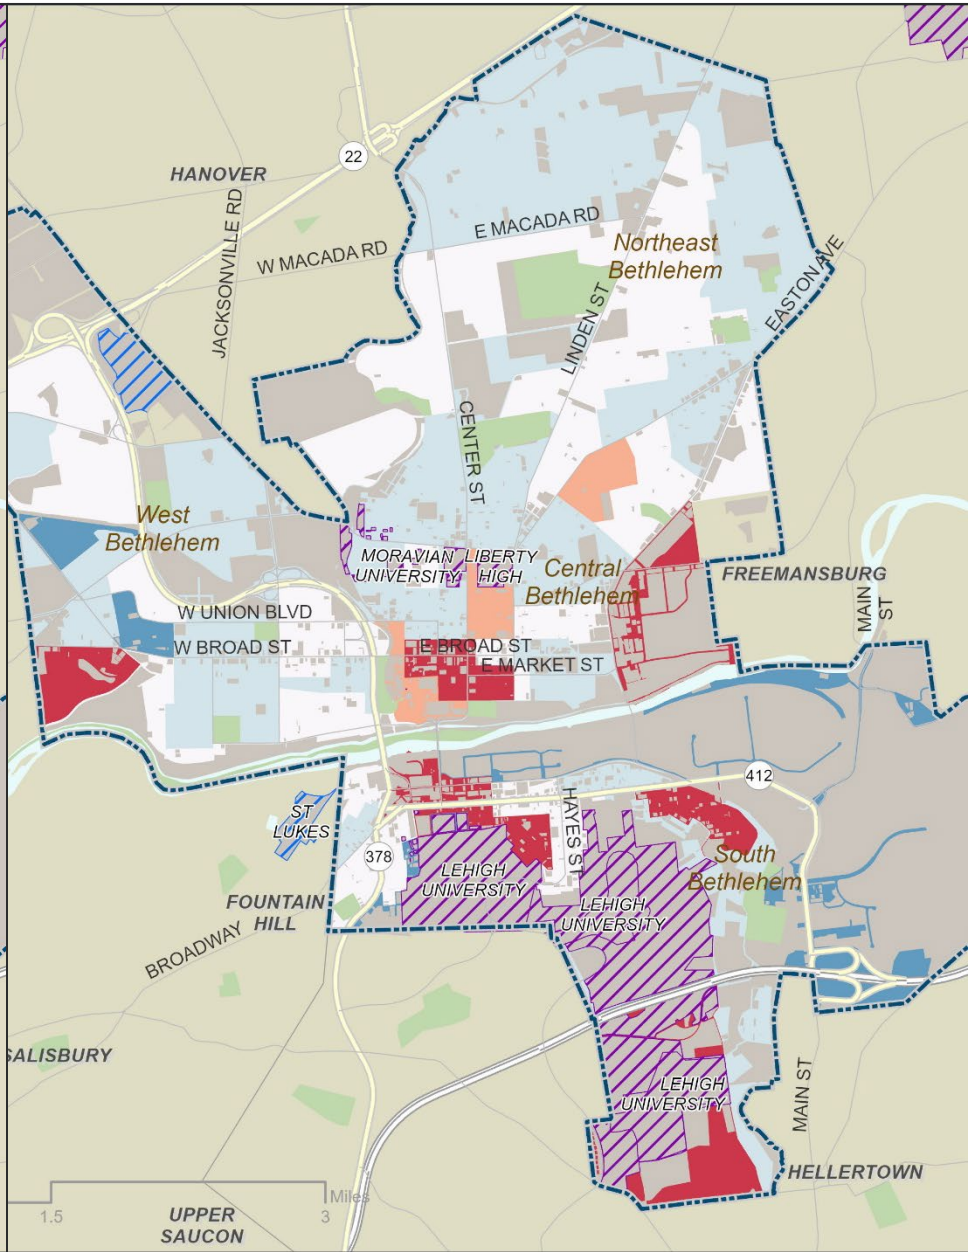 22
HANOVER
JACKSONVILLE RD
E MACADA RD
W MACADA RD
Northeast
Bethlehem
LINDEN ST
EASTON AVE
CENTER ST
West
Bethlehem
MORAVIAN
UNIVERSITY
LIBERTY
HIGH
Central
Bethlehem
FREEMANSBURG
MAIN
ST
W UNION BLVD
W BROAD ST
E BROAD ST
E MARKET ST
412
HAYES ST
ST
LUKES
378
LEHIGH
UNIVERSITY
South
Bethlehem
LEHIGH
UNIVERSITY
FOUNTAIN
HILL
BROADWAY
SALISBURY
LEHIGH
UNIVERSITY
MAIN ST
HELLERTOWN
Miles
1.5
3
UPPER
SAUCON